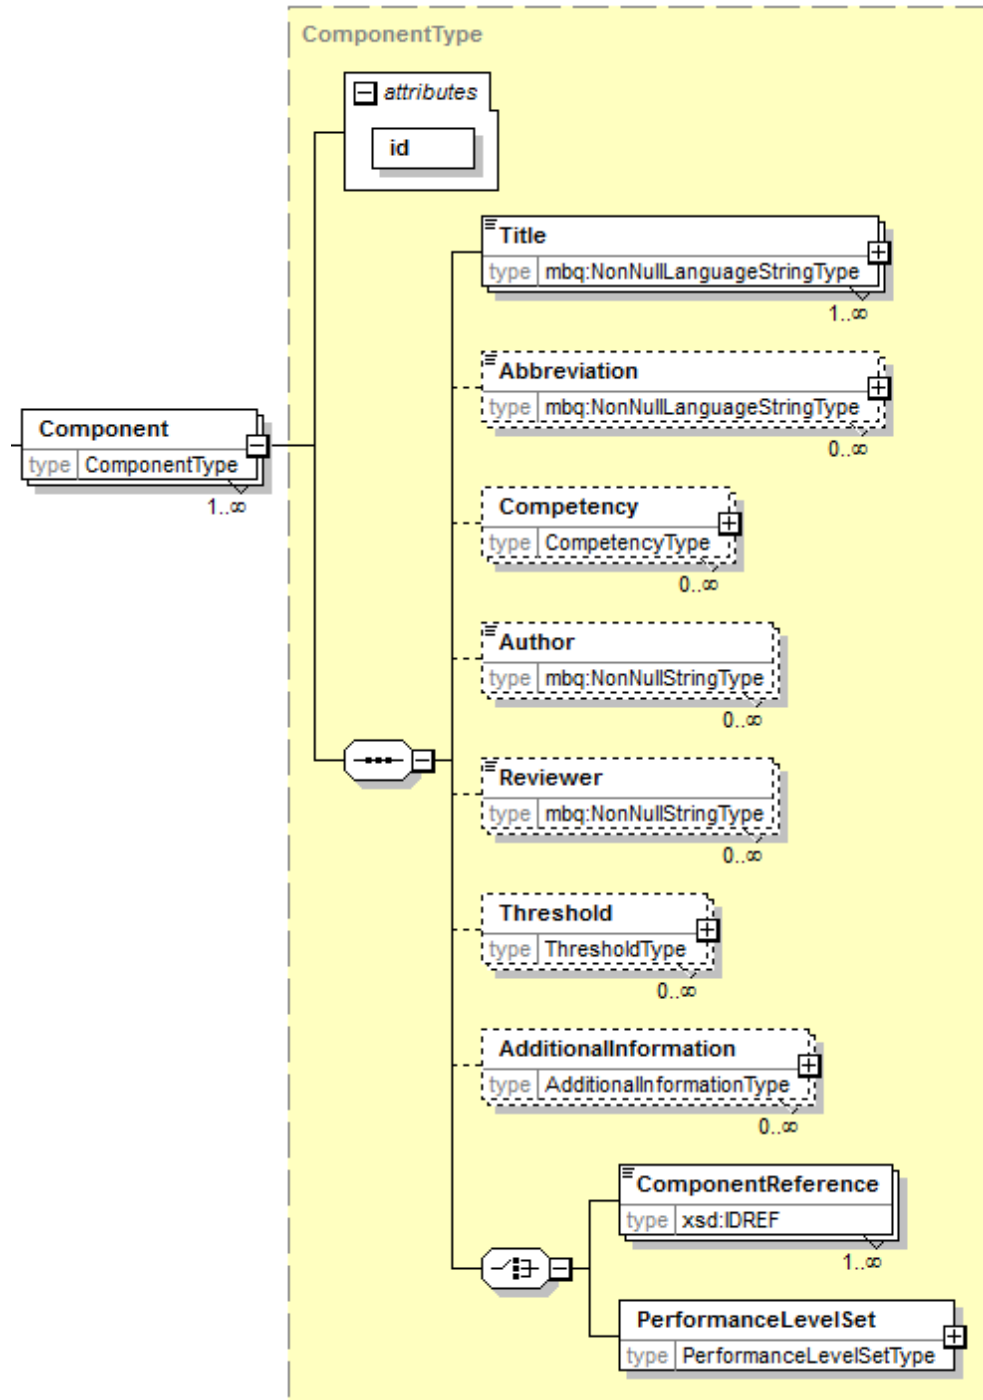 ComponentType
attributes
id
Title
type mbq:NonNullLanguageStringType
1..∞
Abbreviation
type mbq:NonNullLanguageStringType
0..∞
Component
type ComponentType
1..∞
Competency
type CompetencyType
0..∞
Author
type mbq:NonNullStringType
0..∞
Reviewer
type mbq:NonNullStringType
0..∞
Threshold
type ThresholdType
0..∞
AdditionalInformation
type AdditionalInformationType
0..∞
ComponentReference
type xsd:IDREF
1..∞
PerformanceLevelSet
type PerformanceLevelSetType